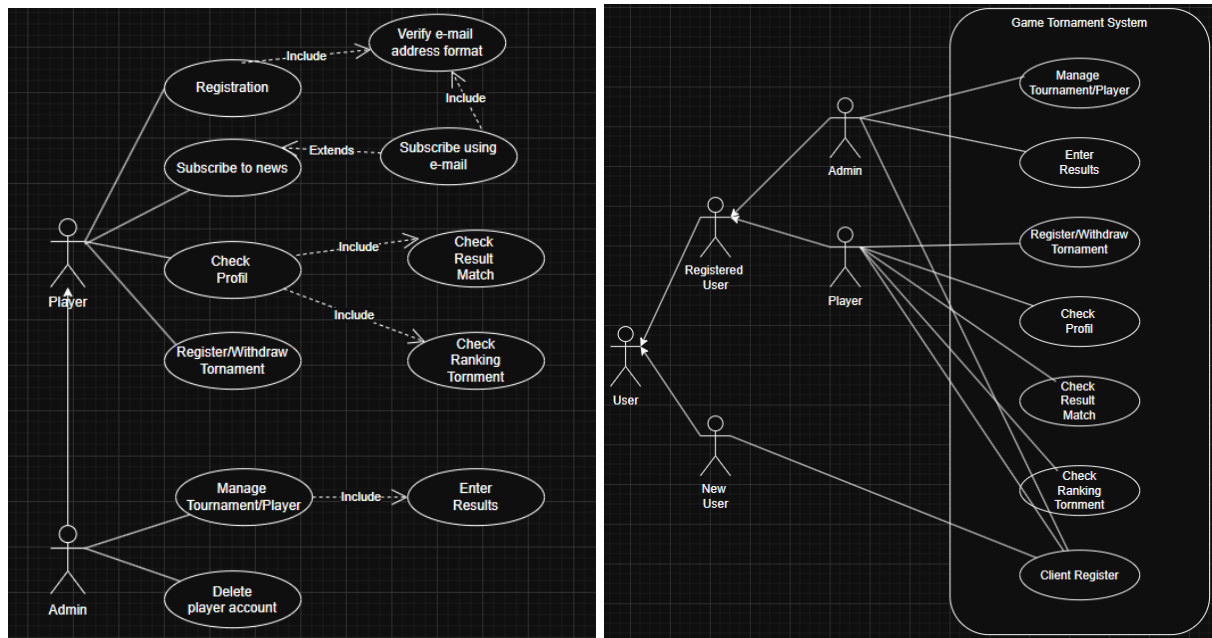 Verify e-mail
address format
Include
Registration
Include
Subscribe to news
Extends
Subscribe using
e-mail
Player
Check
Profil
Include
Check
Result
Match
Include
Register/Withdraw
Tornament
Check
Ranking
Tornment
Manage
Tournament/Player
Include
Enter
Results
Admin
Delete
player account
Game Tornament System
Manage
Tournament/Player
Admin
Enter
Results
Registered
User
Player
Register/Withdraw
Tornament
Check
Profil
User
Check
Result
Match
New
User
Check
Ranking
Tornment
Client Register